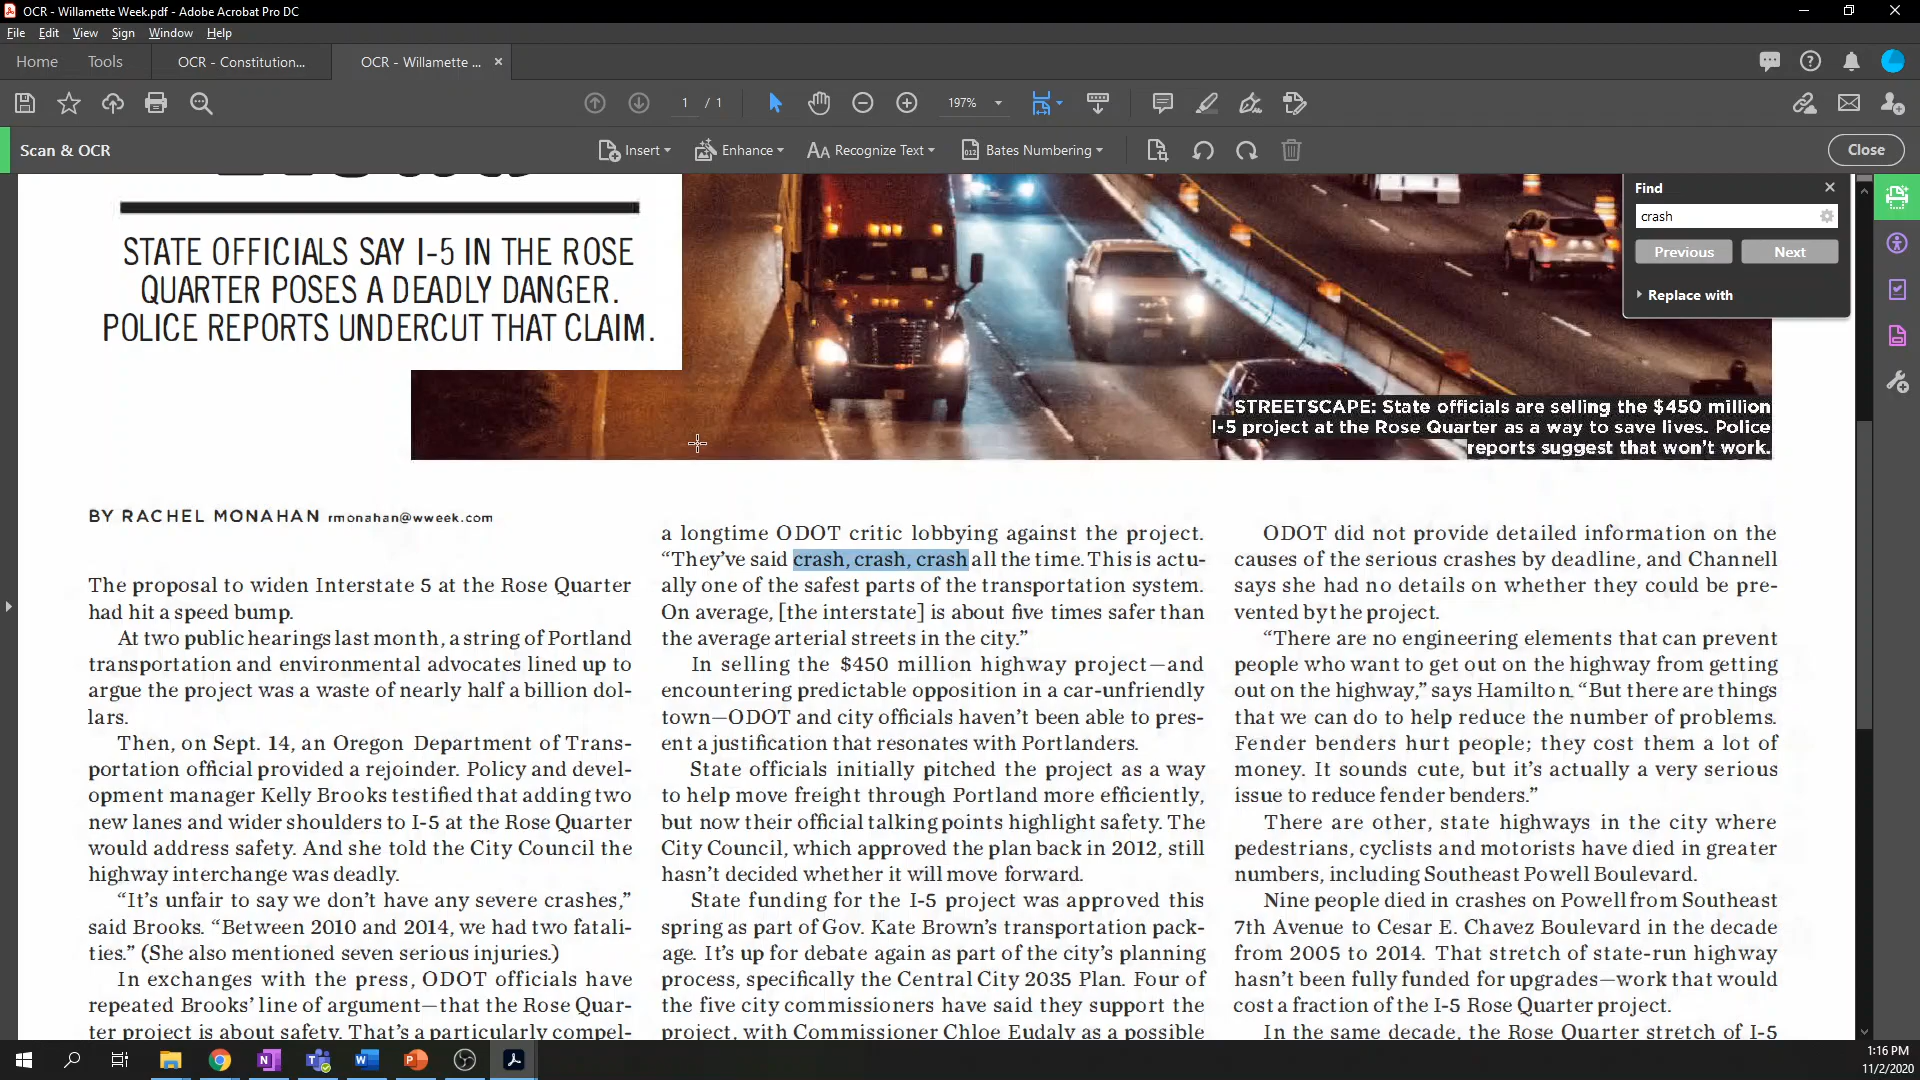 OCR - Willamette Week.pdf - Adobe Acrobat Pro DC
File Edit View Sign Window Help
Home Tools OCR - Constitution... OCR - Willamette ... ×
1 / 1 197%
Scan & OCR Insert Enhance Recognize Text Bates Numbering Close
Find
crash
Previous Next
Replace with
STATE OFFICIALS SAY I-5 IN THE ROSE
QUARTER POSES A DEADLY DANGER.
POLICE REPORTS UNDERCUT THAT CLAIM.
STREETSCAPE: State officials are selling the $450 million
I-5 project at the Rose Quarter as a way to save lives. Police
reports suggest that won't work.
BY RACHEL MONAHAN rmonahan@wweek.com
The proposal to widen Interstate 5 at the Rose Quarter
had hit a speed bump.
At two public hearings last month, a string of Portland
transportation and environmental advocates lined up to
argue the project was a waste of nearly half a billion dol-
lars.
Then, on Sept. 14, an Oregon Department of Trans-
portation official provided a rejoinder. Policy and devel-
opment manager Kelly Brooks testified that adding two
new lanes and wider shoulders to I-5 at the Rose Quarter
would address safety. And she told the City Council the
highway interchange was deadly.
“It's unfair to say we don't have any severe crashes,”
said Brooks. “Between 2010 and 2014, we had two fatali-
ties.” (She also mentioned seven serious injuries.)
In exchanges with the press, ODOT officials have
repeated Brooks' line of argument—that the Rose Quar-
ter project is about safety. That's a particularly compel-
a longtime ODOT critic lobbying against the project.
“They've said crash, crash, crash all the time. This is actu-
ally one of the safest parts of the transportation system.
On average, [the interstate] is about five times safer than
the average arterial streets in the city.”
In selling the $450 million highway project—and
encountering predictable opposition in a car-unfriendly
town—ODOT and city officials haven't been able to pres-
ent a justification that resonates with Portlanders.
State officials initially pitched the project as a way
to help move freight through Portland more efficiently,
but now their official talking points highlight safety. The
City Council, which approved the plan back in 2012, still
hasn't decided whether it will move forward.
State funding for the I-5 project was approved this
spring as part of Gov. Kate Brown's transportation pack-
age. It's up for debate again as part of the city's planning
process, specifically the Central City 2035 Plan. Four of
the five city commissioners have said they support the
project, with Commissioner Chloe Eudaly as a possible
ODOT did not provide detailed information on the
causes of the serious crashes by deadline, and Channell
says she had no details on whether they could be pre-
vented by the project.
“There are no engineering elements that can prevent
people who want to get out on the highway from getting
out on the highway,” says Hamilton. “But there are things
that we can do to help reduce the number of problems.
Fender benders hurt people; they cost them a lot of
money. It sounds cute, but it's actually a very serious
issue to reduce fender benders.”
There are other, state highways in the city where
pedestrians, cyclists and motorists have died in greater
numbers, including Southeast Powell Boulevard.
Nine people died in crashes on Powell from Southeast
7th Avenue to Cesar E. Chavez Boulevard in the decade
from 2005 to 2014. That stretch of state-run highway
hasn't been fully funded for upgrades—work that would
cost a fraction of the I-5 Rose Quarter project.
In the same decade, the Rose Quarter stretch of I-5
1:16 PM
11/2/2020